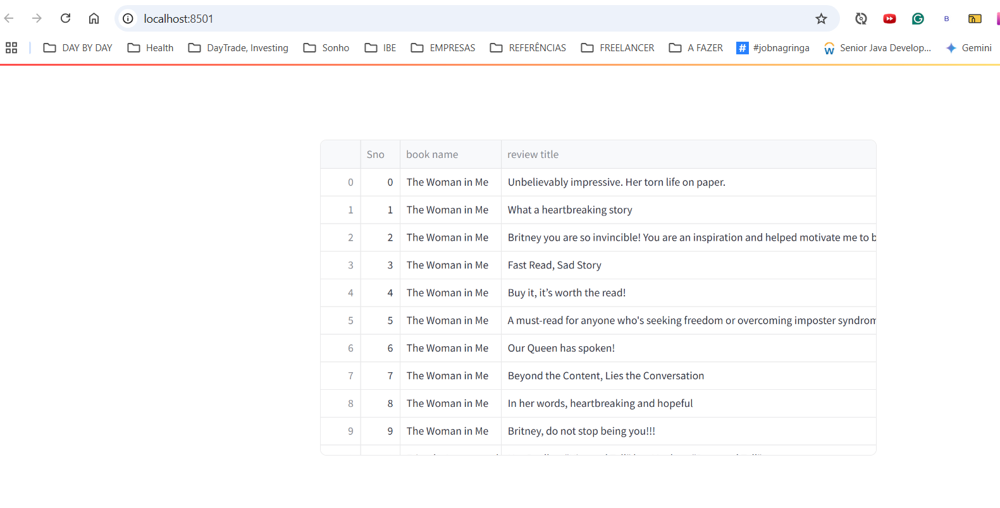 localhost:8501
B
DAY BY DAY Health DayTrade, Investing Sonho IBE EMPRESAS REFERÊNCIAS FREELANCER A FAZER # #jobnagringa W Senior Java Develop... Gemini
Sno book name review title
0 0 The Woman in Me Unbelievably impressive. Her torn life on paper.
1 1 The Woman in Me What a heartbreaking story
2 2 The Woman in Me Britney you are so invincible! You are an inspiration and helped motivate me to b
3 3 The Woman in Me Fast Read, Sad Story
4 4 The Woman in Me Buy it, it’s worth the read!
5 5 The Woman in Me A must-read for anyone who's seeking freedom or overcoming imposter syndrom
6 6 The Woman in Me Our Queen has spoken!
7 7 The Woman in Me Beyond the Content, Lies the Conversation
8 8 The Woman in Me In her words, heartbreaking and hopeful
9 9 The Woman in Me Britney, do not stop being you!!!